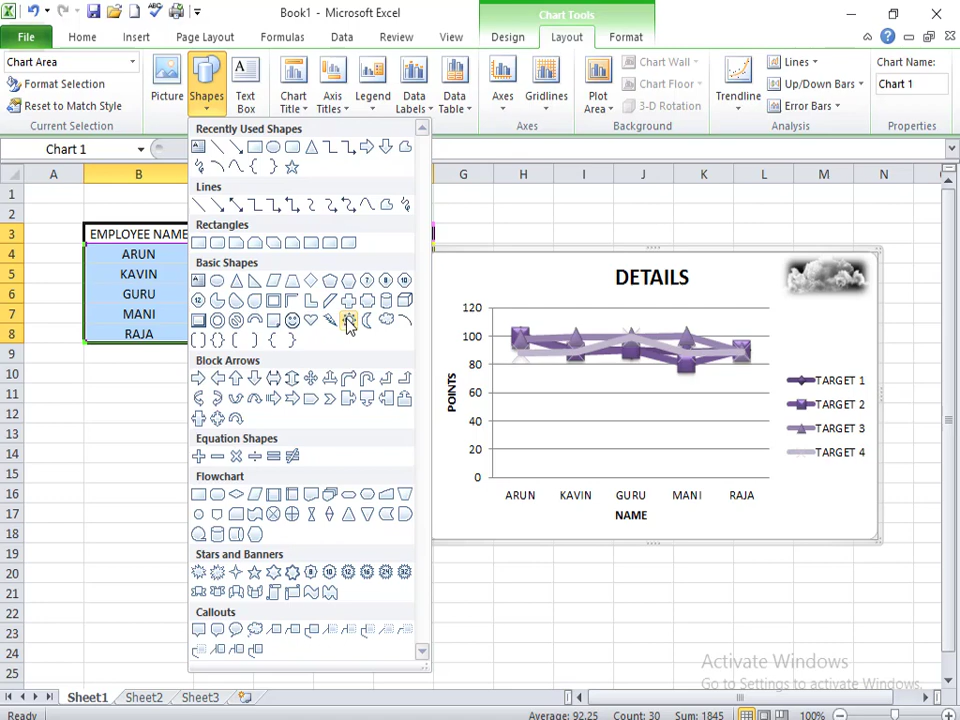 Book1 - Microsoft Excel
Chart Tools
File Home Insert Page Layout Formulas Data Review View Design Layout Format
Chart Area
Format Selection
Reset to Match Style
Current Selection
Picture
Shapes
Text Box
Chart Title
Axis Titles
Legend
Data Labels
Data Table
Axes
Gridlines
Axes
Plot Area
Chart Wall
Chart Floor
3-D Rotation
Background
Trendline
Lines
Up/Down Bars
Error Bars
Analysis
Chart Name:
Chart 1
Properties
Chart 1
A B G H I J K L M N
1
2
3 EMPLOYEE NAME
4 ARUN
5 KAVIN
6 GURU
7 MANI
8 RAJA
9
10
11
12
13
14
15
16
17
18
19
20
21
22
23
24
25
Recently Used Shapes
Lines
Rectangles
Basic Shapes
Block Arrows
Equation Shapes
Flowchart
Stars and Banners
Callouts
DETAILS
120
100
80
60
40
20
0
POINTS
ARUN KAVIN GURU MANI RAJA
NAME
TARGET 1
TARGET 2
TARGET 3
TARGET 4
Activate Windows
Go to Settings to activate Windows.
Sheet1 Sheet2 Sheet3
Ready Average: 92.25 Count: 30 Sum: 1845 100%